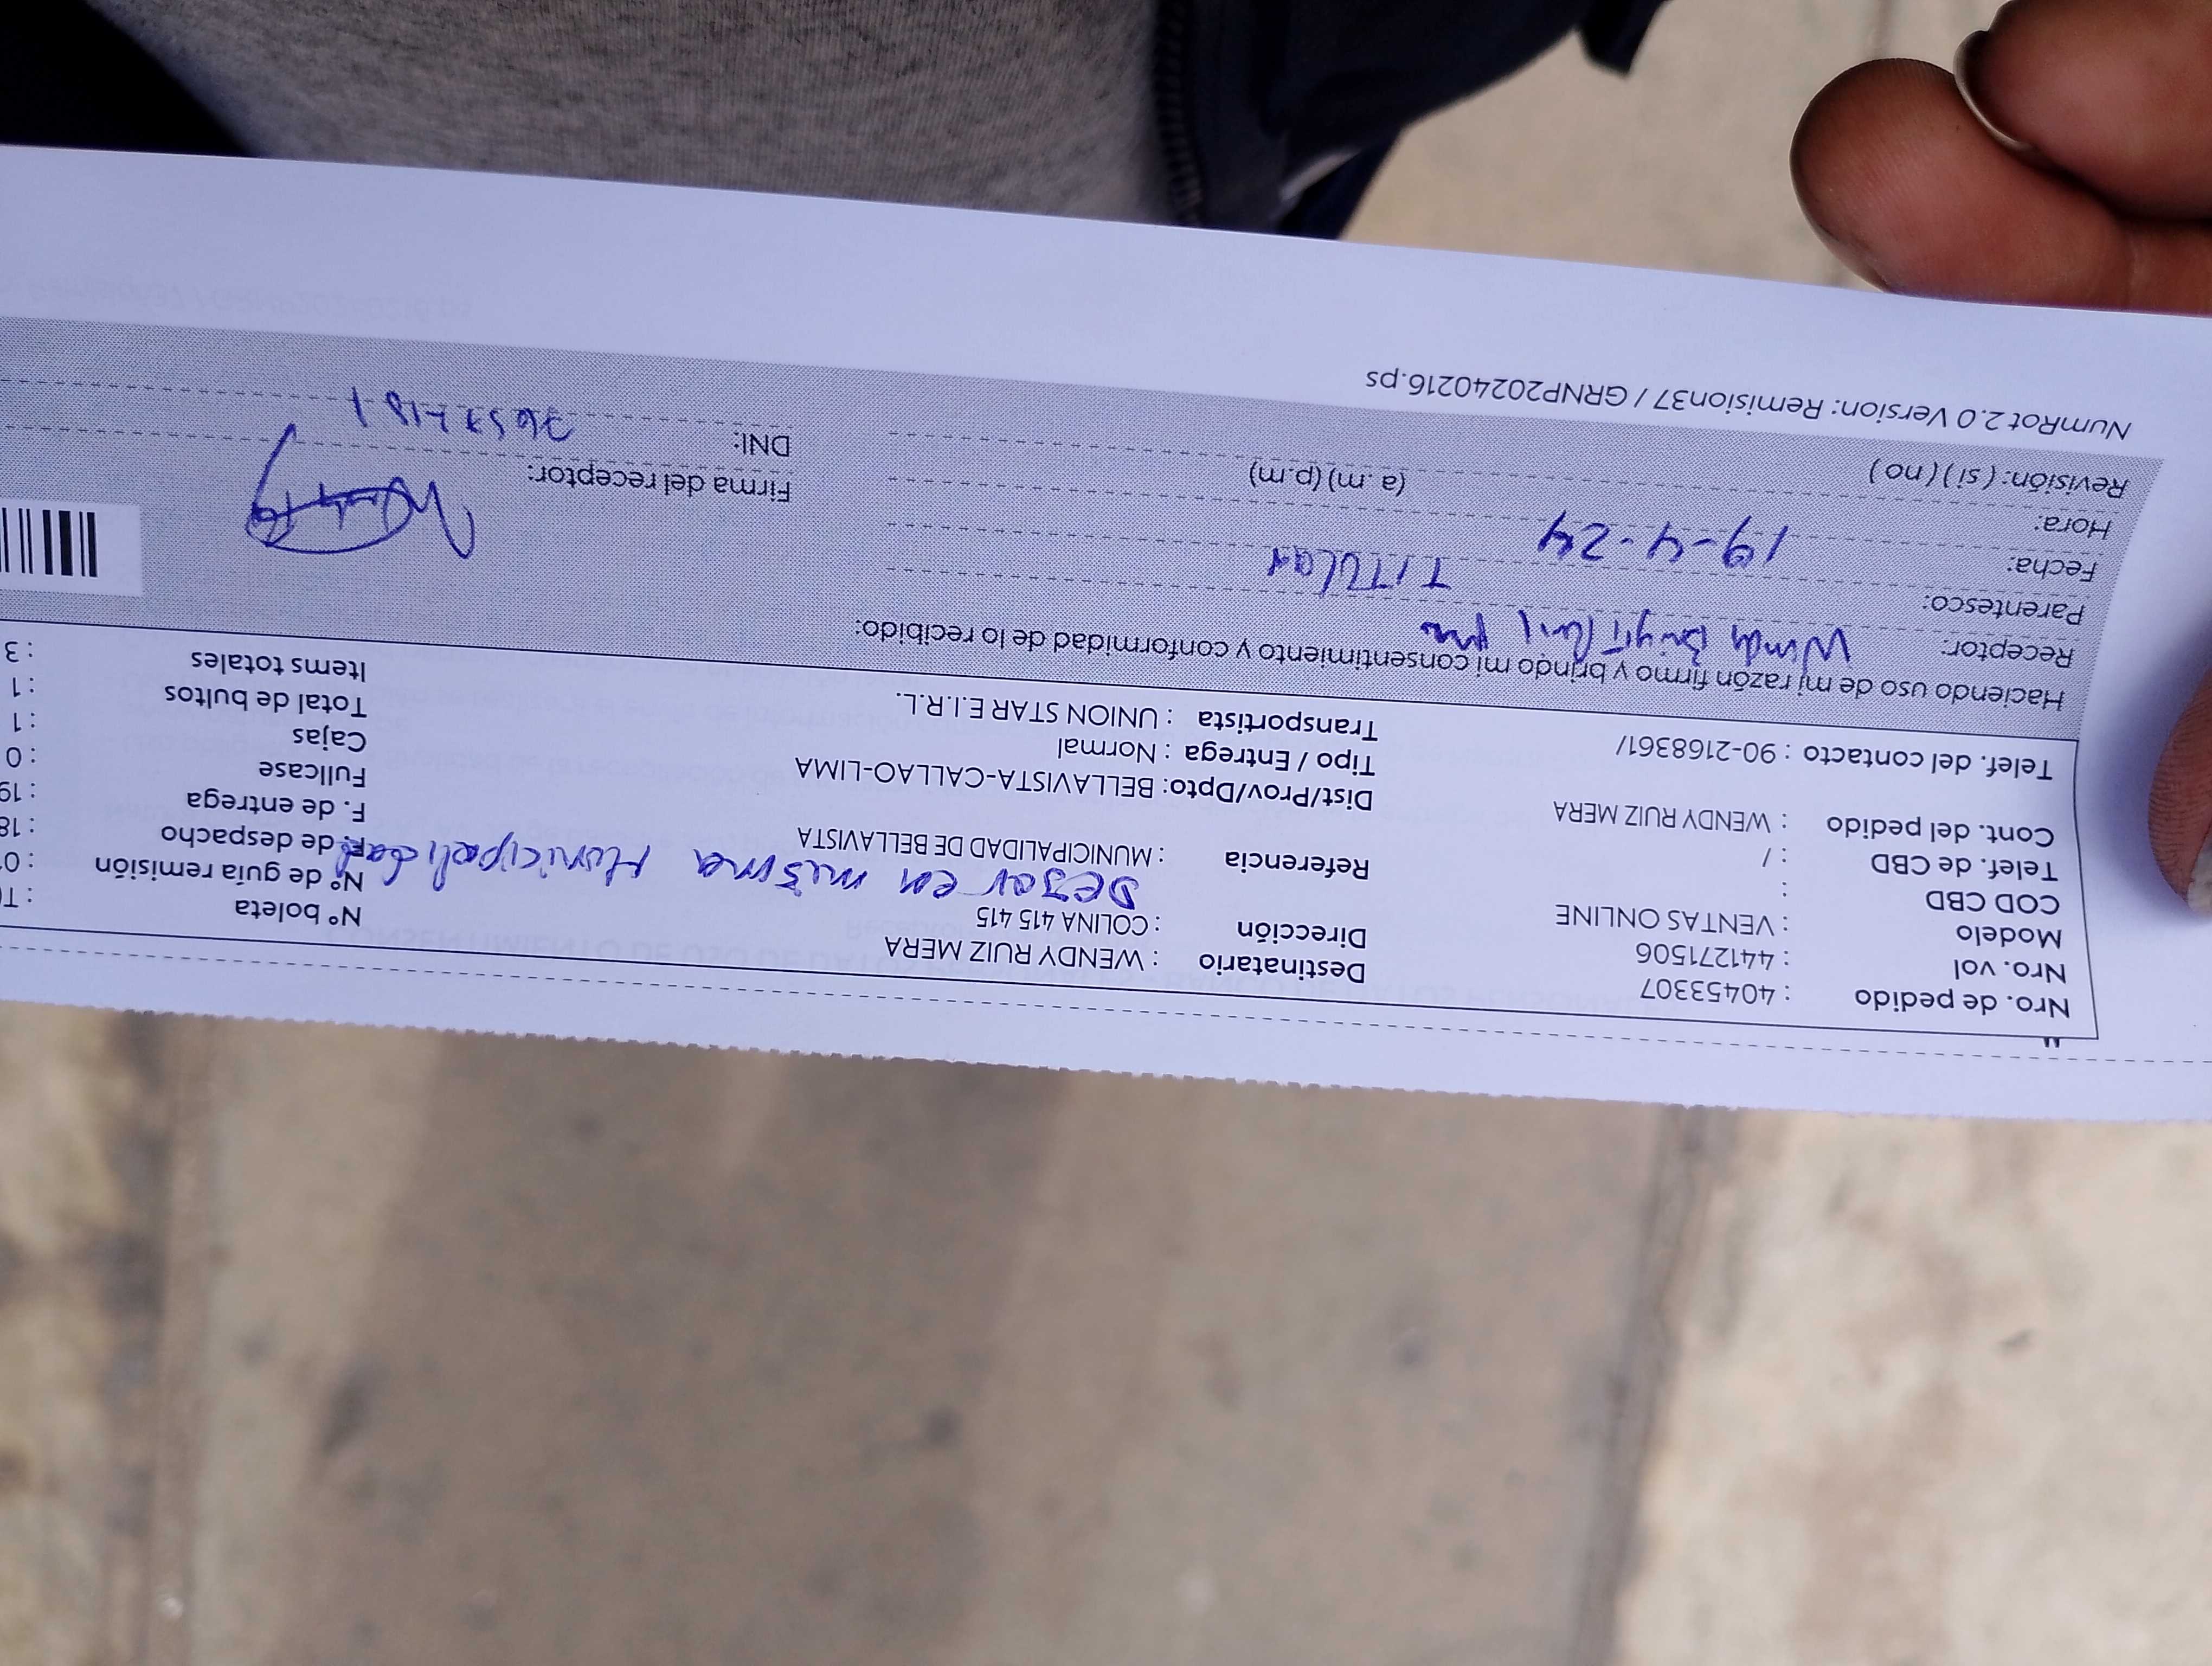 Nro. de pedido : 40453307
Nro. vol : 441271506
Modelo : VENTAS ONLINE
COD CBD :
Telef. de CBD : /
Cont. del pedido : WENDY RUIZ MERA
Telef. del contacto : 90-2168361/
Destinatario : WENDY RUIZ MERA
Dirección : COLINA 415 415
DEJar en misma Municipalidad
Referencia : MUNICIPALIDAD DE BELLAVISTA
Dist/Prov/Dpto: BELLAVISTA-CALLAO-LIMA
Tipo / Entrega : Normal
Transportista : UNION STAR E.I.R.L.
N° boleta
N° de guía remisión
F. de despacho
F. de entrega
Fullcase : 0
Cajas : 1
Total de bultos : 1
Items totales : 3
Haciendo uso de mi razón firmo y brindo mi consentimiento y conformidad de lo recibido:
Receptor: Wendy
Parentesco: TITULar
Fecha: 19-4-24
Hora: (a .m) (p.m)
Revisión: ( si ) ( no )
Firma del receptor:
DNI:
NumRot 2.0 Version: Remision37 / GRNP20240216.ps